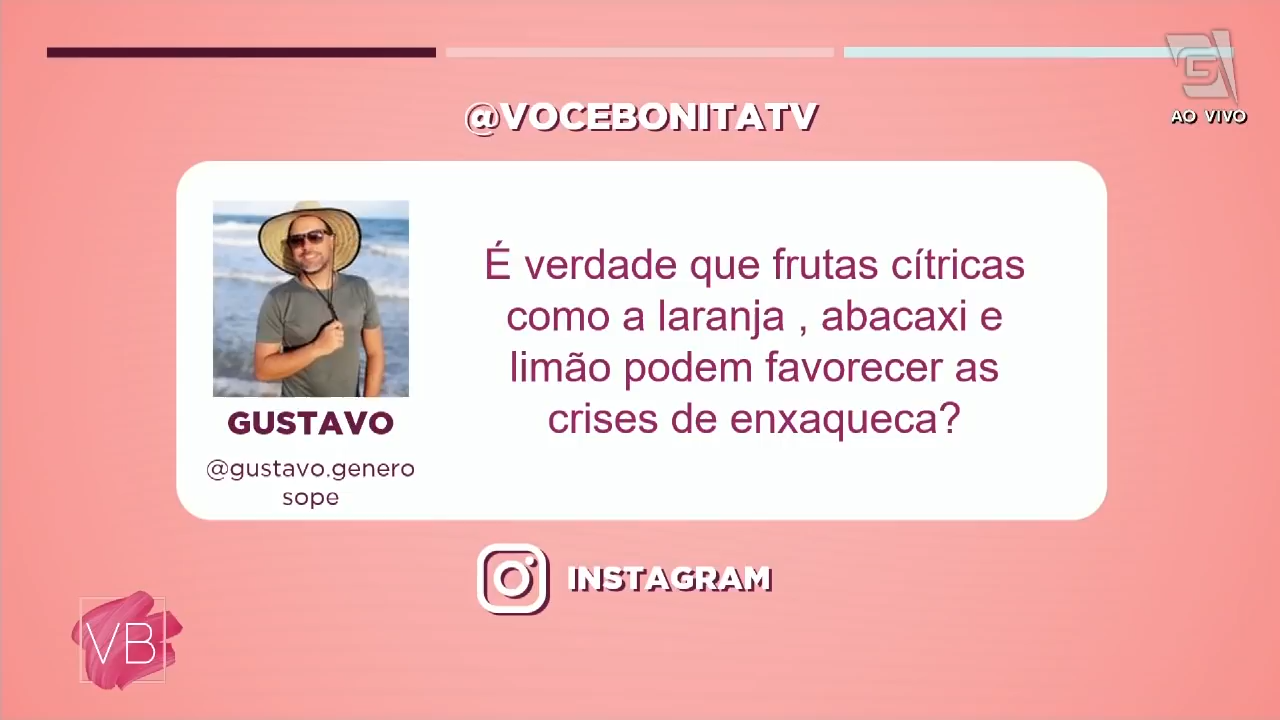 @VOCEBONITATV
AO VIVO
É verdade que frutas cítricas
como a laranja , abacaxi e
limão podem favorecer as
crises de enxaqueca?
GUSTAVO
@gustavo.genero
sope
INSTAGRAM
VB